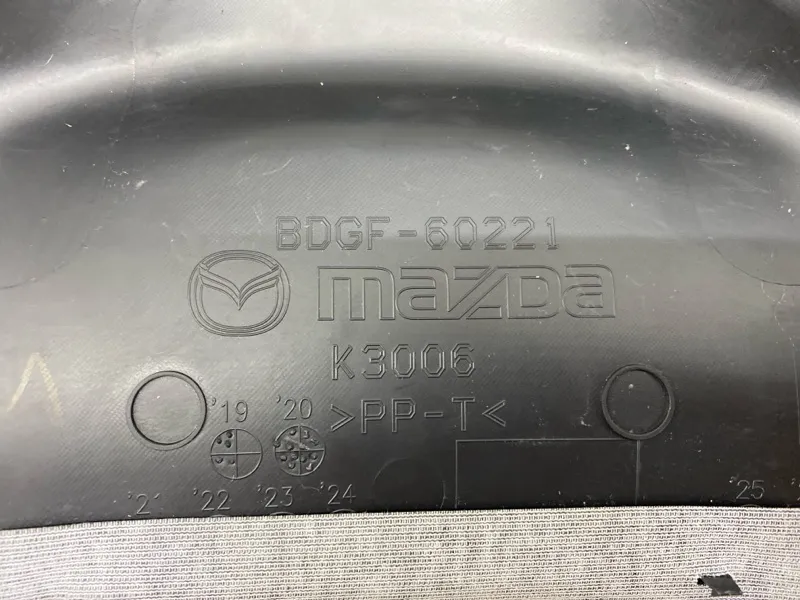 BDGF-60221
mazda
K3006
'19 '20 >PP-T<
'21 '22 '23 '24 '25